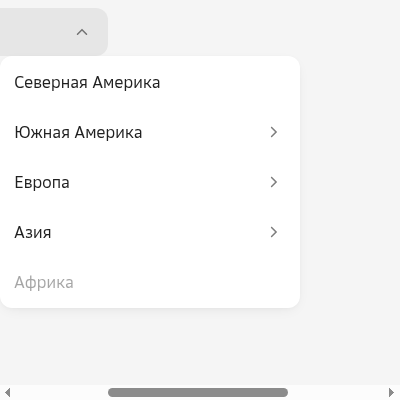 Северная Америка
Южная Америка
Европа
Азия
Африка